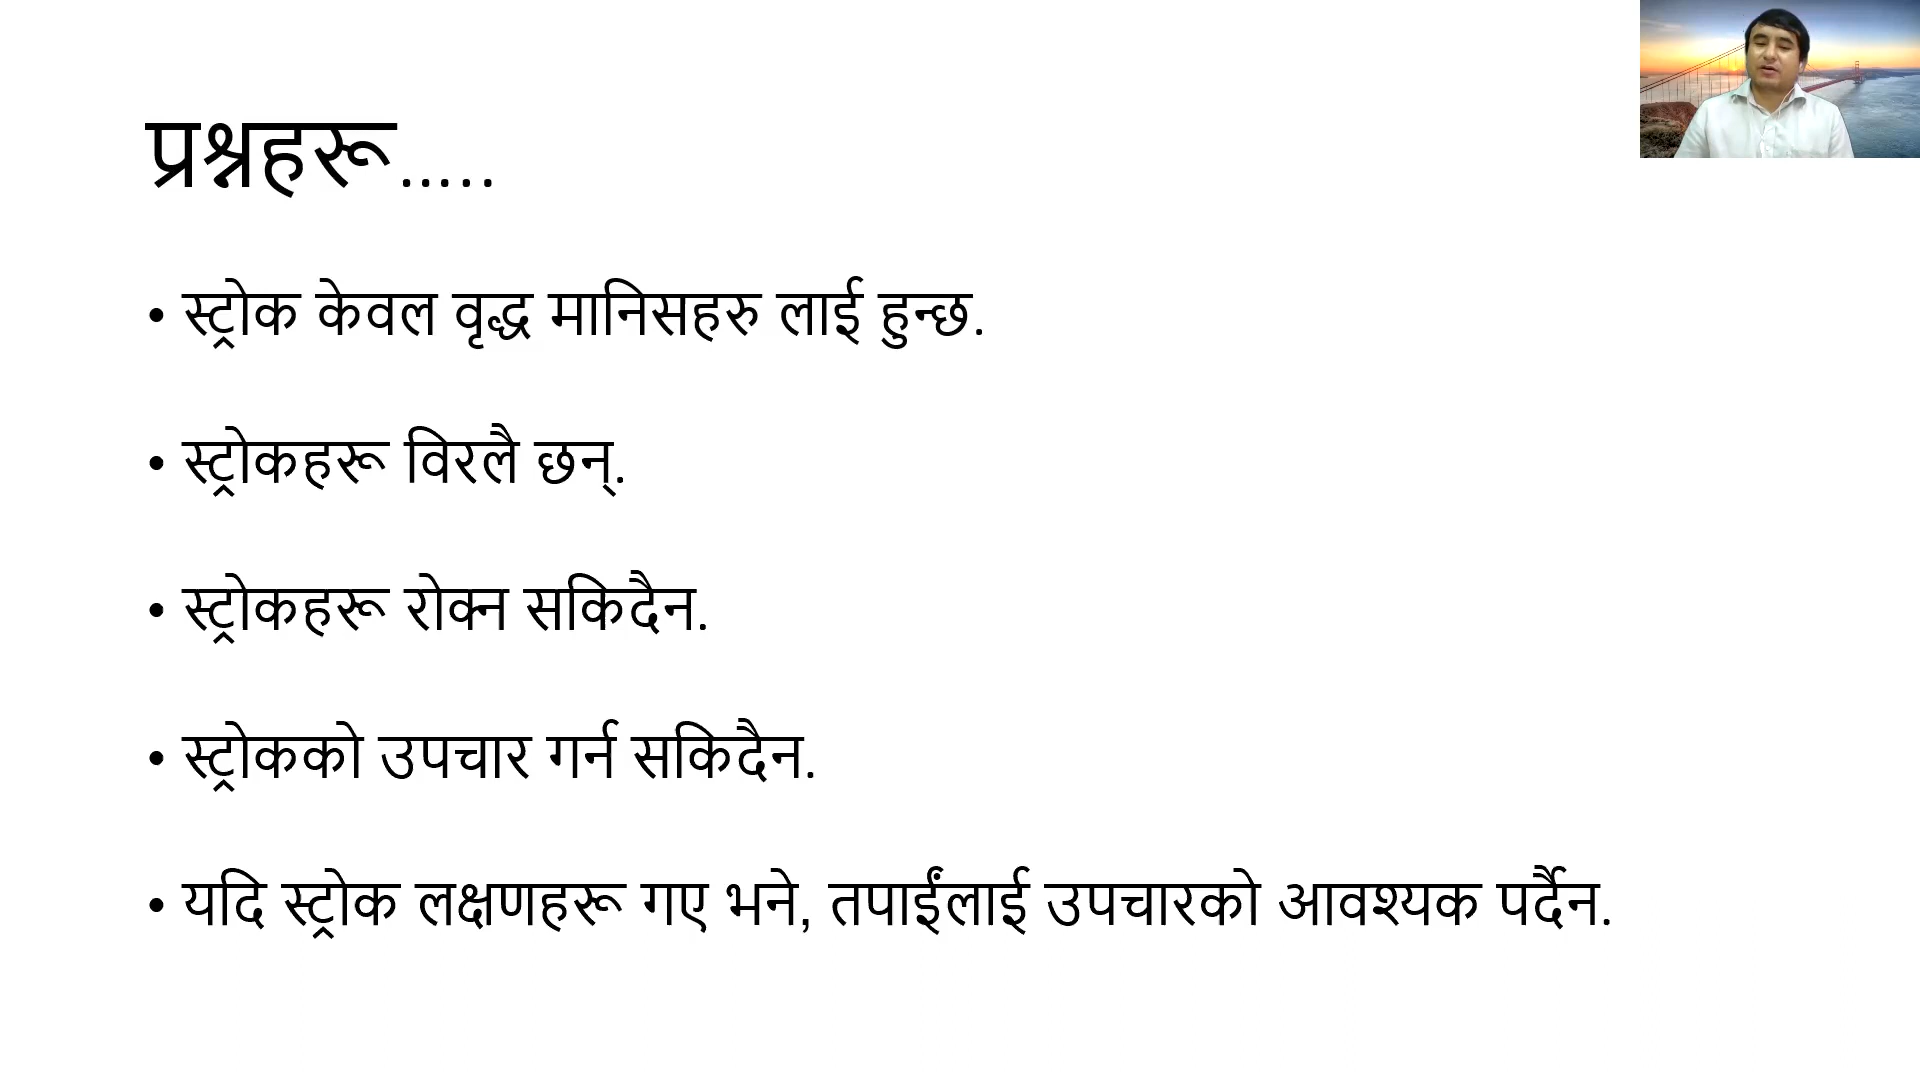 प्रश्नहरू.....
• स्ट्रोक केवल वृद्ध मानिसहरु लाई हुन्छ.
• स्ट्रोकहरू विरलै छन्.
• स्ट्रोकहरू रोक्न सकिदैन.
• स्ट्रोकको उपचार गर्न सकिदैन.
• यदि स्ट्रोक लक्षणहरू गए भने, तपाईंलाई उपचारको आवश्यक पर्दैन.